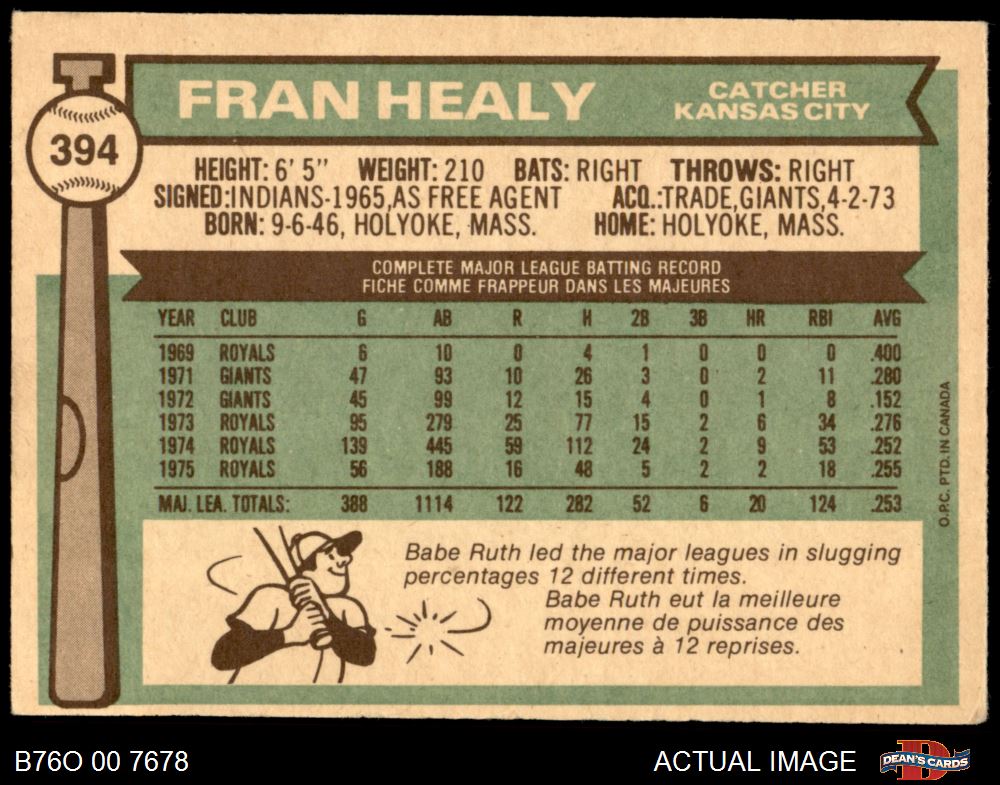 FRAN HEALY
CATCHER
KANSAS CITY
394
HEIGHT: 6' 5" WEIGHT: 210 BATS: RIGHT THROWS: RIGHT
SIGNED: INDIANS-1965, AS FREE AGENT ACQ.: TRADE, GIANTS, 4-2-73
BORN: 9-6-46, HOLYOKE, MASS. HOME: HOLYOKE, MASS.
COMPLETE MAJOR LEAGUE BATTING RECORD
FICHE COMME FRAPPEUR DANS LES MAJEURES
YEAR CLUB G AB R H 2B 3B HR RBI AVG
1969 ROYALS 6 10 0 4 1 0 0 0 .400
1971 GIANTS 47 93 10 26 3 0 2 11 .280
1972 GIANTS 45 99 12 15 4 0 1 8 .152
1973 ROYALS 95 279 25 77 15 2 6 34 .276
1974 ROYALS 139 445 59 112 24 2 9 53 .252
1975 ROYALS 56 188 16 48 5 2 2 18 .255
MAJ. LEA. TOTALS: 388 1114 122 282 52 6 20 124 .253
O.P.C. PTD. IN CANADA
Babe Ruth led the major leagues in slugging
percentages 12 different times.
Babe Ruth eut la meilleure
moyenne de puissance des
majeures à 12 reprises.
B76O 00 7678
ACTUAL IMAGE
DEAN'S CARDS